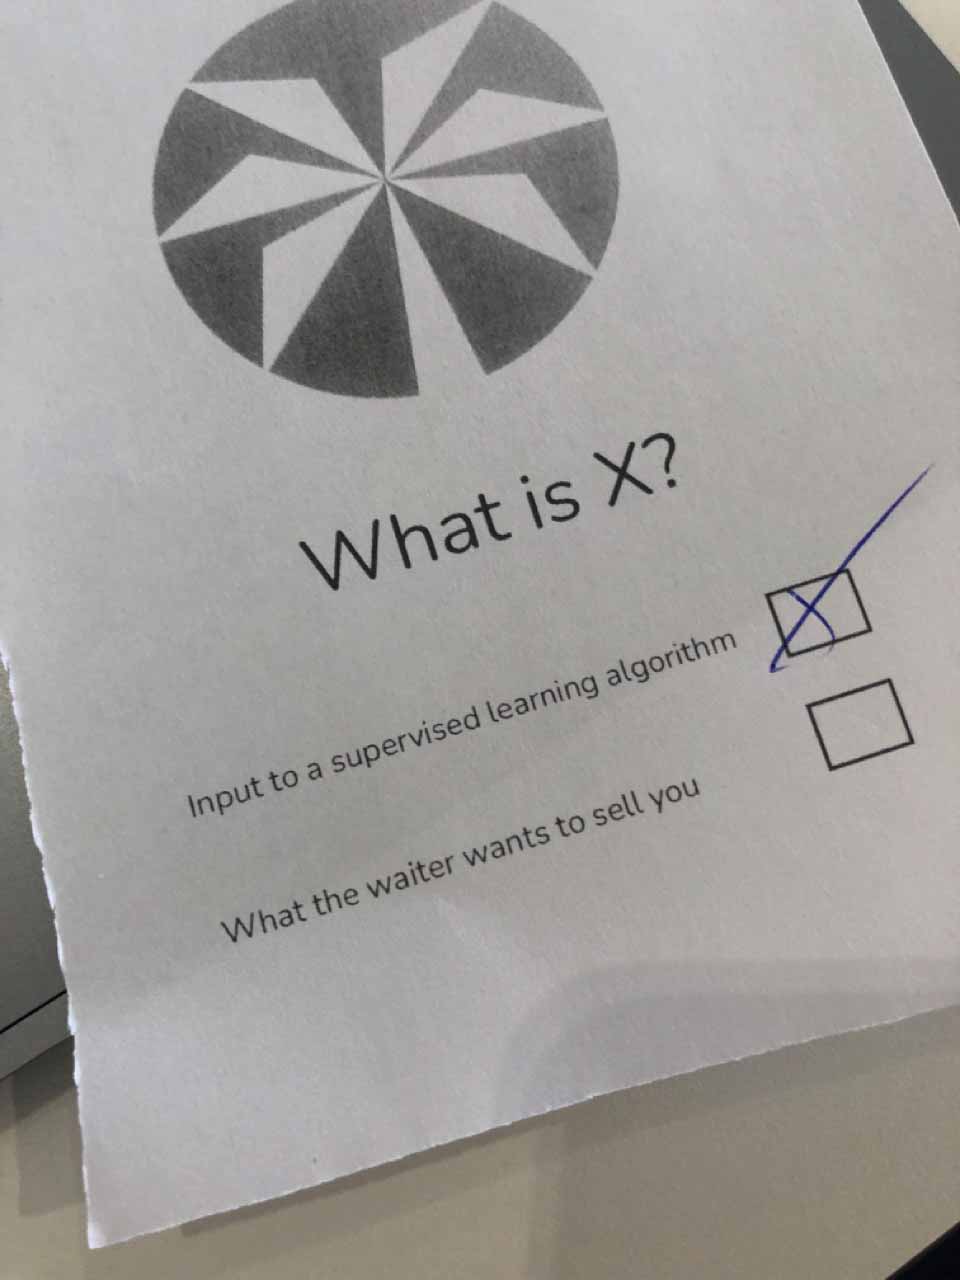 What is X?
Input to a supervised learning algorithm
What the waiter wants to sell you